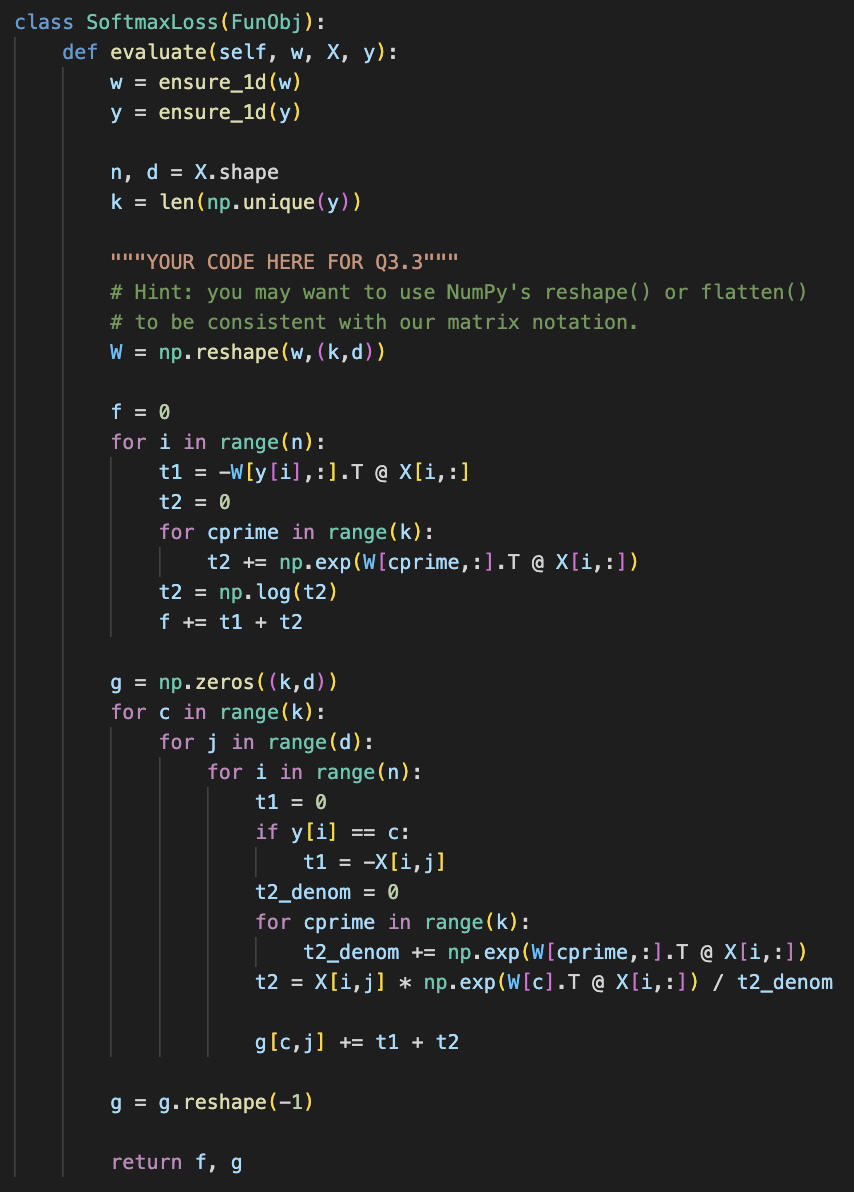 class SoftmaxLoss(FunObj):
    def evaluate(self, w, X, y):
        w = ensure_1d(w)
        y = ensure_1d(y)

        n, d = X.shape
        k = len(np.unique(y))

        """YOUR CODE HERE FOR Q3.3"""
        # Hint: you may want to use NumPy's reshape() or flatten()
        # to be consistent with our matrix notation.
        W = np.reshape(w,(k,d))

        f = 0
        for i in range(n):
            t1 = -W[y[i],:].T @ X[i,:]
            t2 = 0
            for cprime in range(k):
                t2 += np.exp(W[cprime,:].T @ X[i,:])
            t2 = np.log(t2)
            f += t1 + t2

        g = np.zeros((k,d))
        for c in range(k):
            for j in range(d):
                for i in range(n):
                    t1 = 0
                    if y[i] == c:
                        t1 = -X[i,j]
                    t2_denom = 0
                    for cprime in range(k):
                        t2_denom += np.exp(W[cprime,:].T @ X[i,:])
                    t2 = X[i,j] * np.exp(W[c].T @ X[i,:]) / t2_denom

                    g[c,j] += t1 + t2

        g = g.reshape(-1)

        return f, g